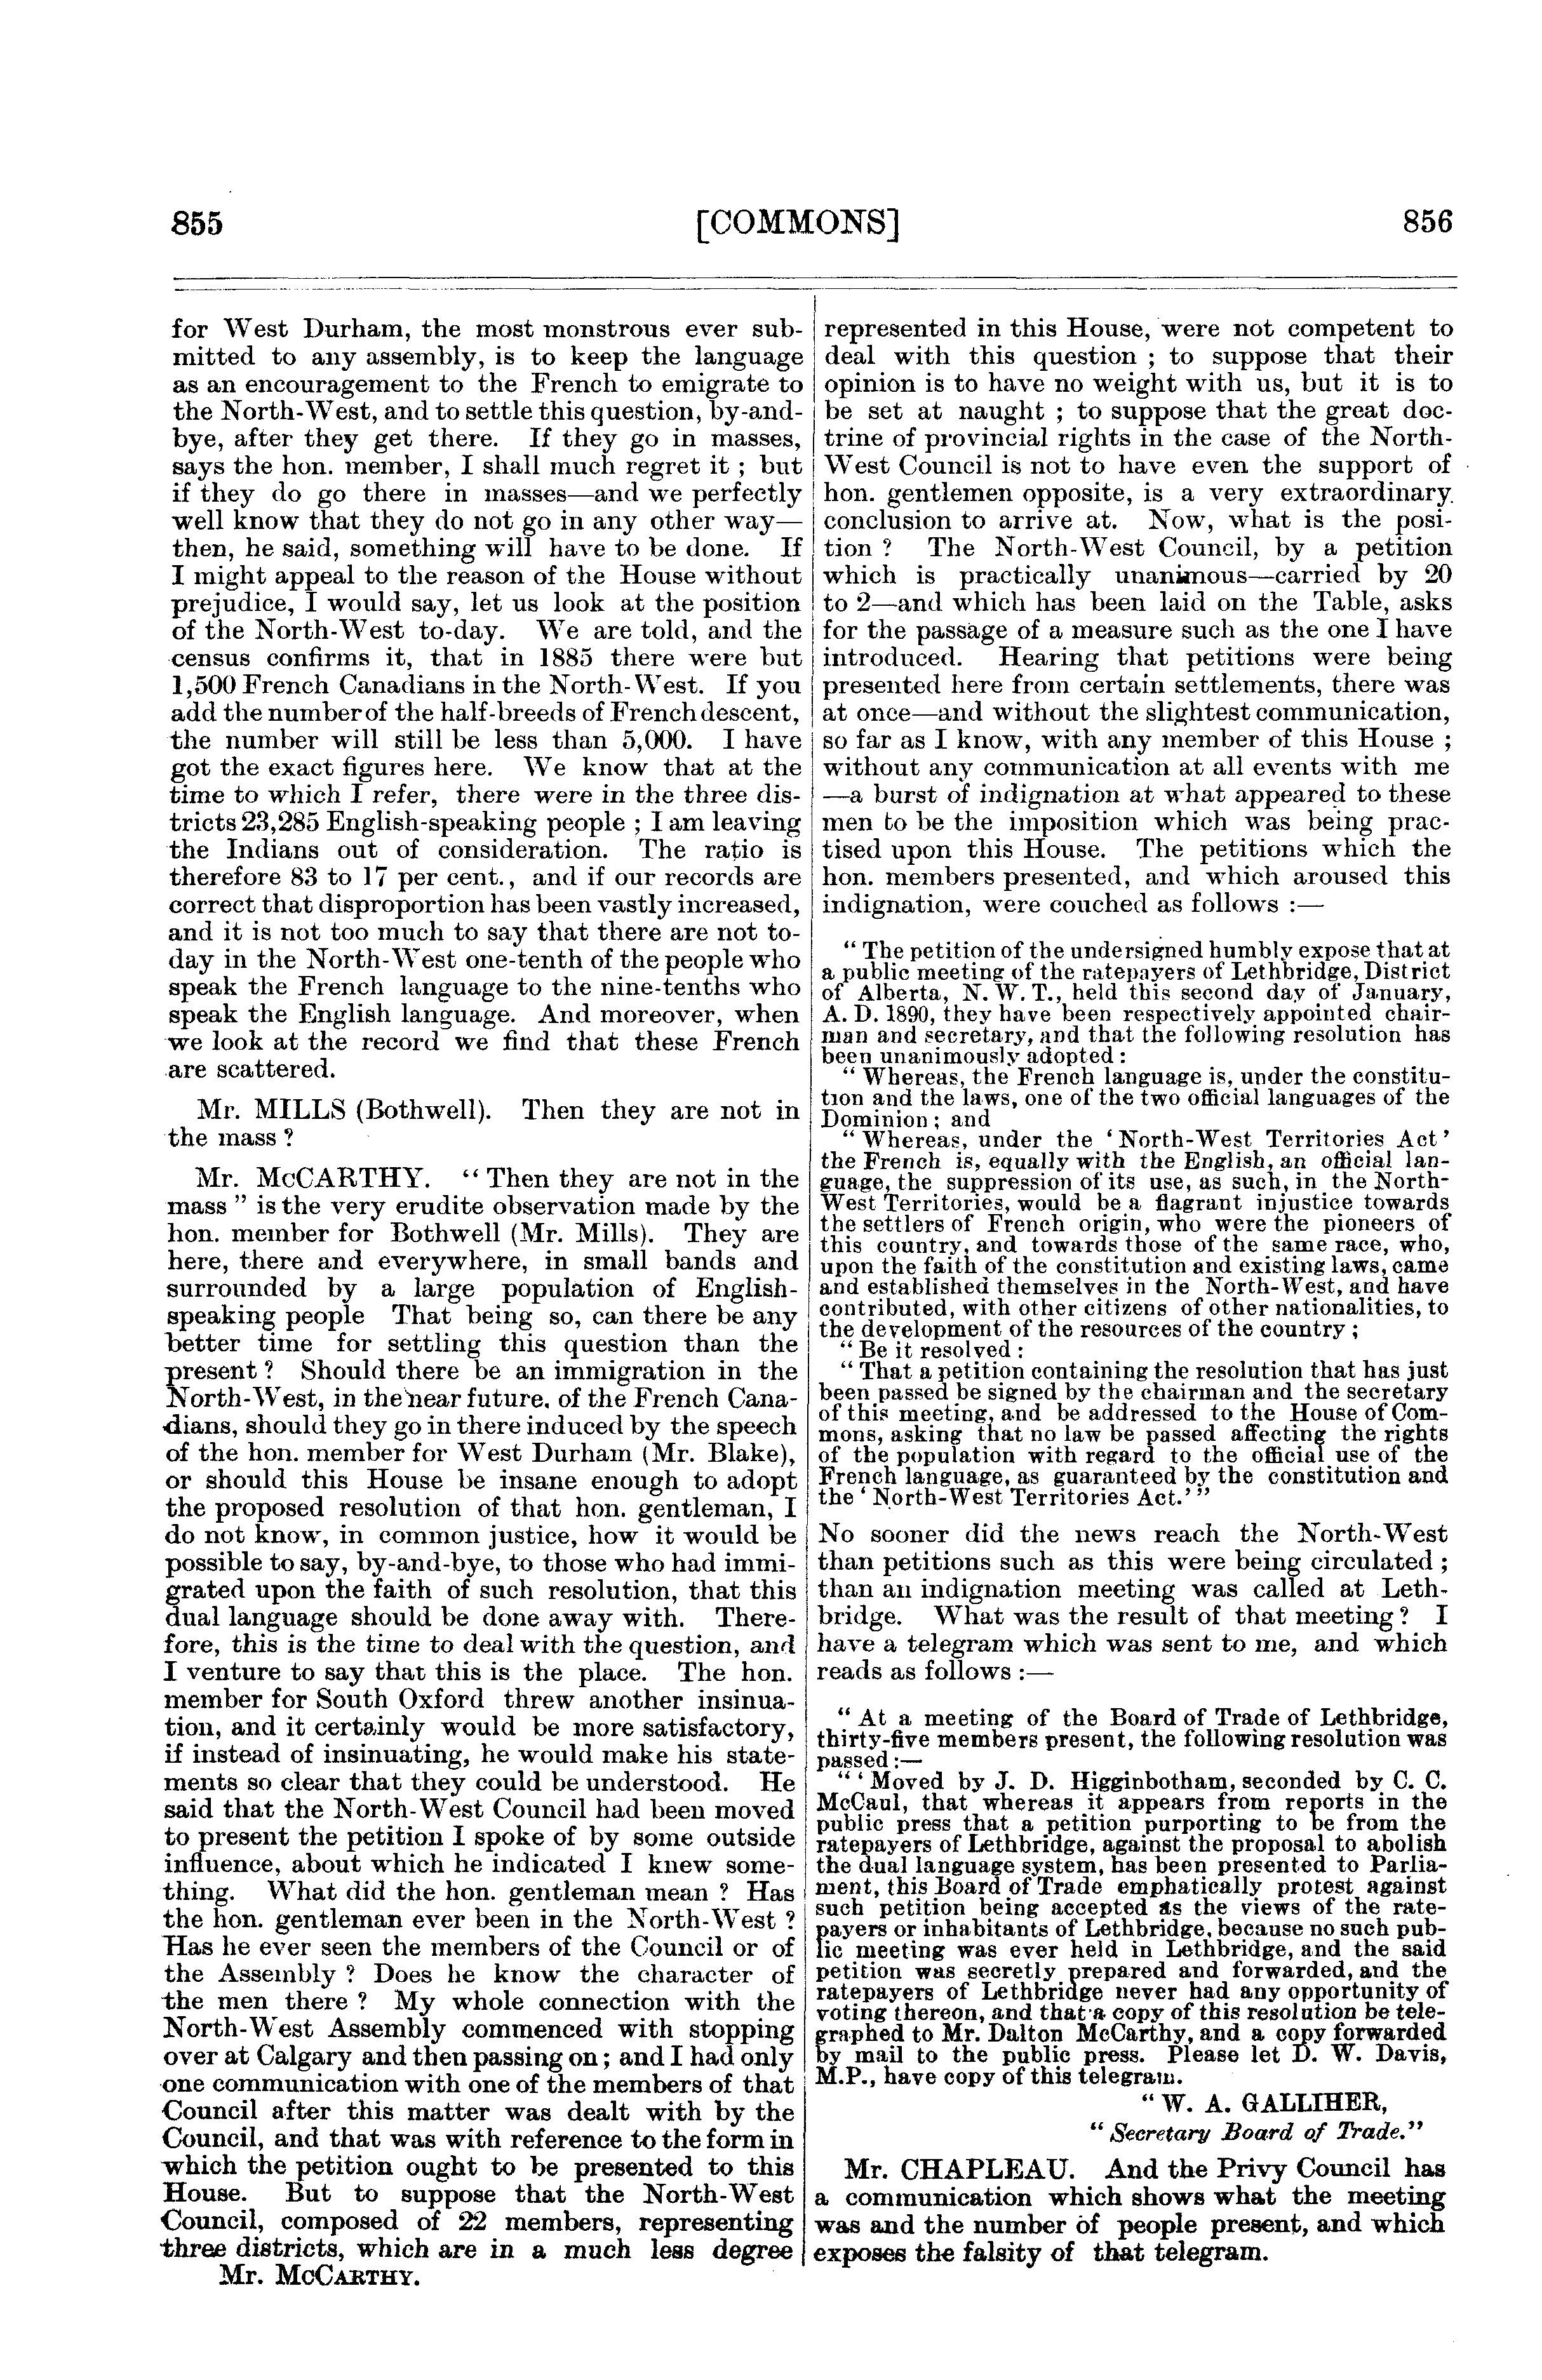 855
[COMMONS]
856
for West Durham, the most monstrous ever sub-
mitted to any assembly, is to keep the language
as an encouragement to the French to emigrate to
the North-West, and to settle this question, by-and-
bye, after they get there. If they go in masses,
says the hon. member, I shall much regret it ; but
if they do go there in masses—and we perfectly
well know that they do not go in any other way—
then, he said, something will have to be done. If
I might appeal to the reason of the House without
prejudice, I would say, let us look at the position
of the North-West to-day. We are told, and the
census confirms it, that in 1885 there were but
1,500 French Canadians in the North-West. If you
add the number of the half-breeds of French descent,
the number will still be less than 5,000. I have
got the exact figures here. We know that at the
time to which I refer, there were in the three dis-
tricts 23,285 English-speaking people ; I am leaving
the Indians out of consideration. The ratio is
therefore 83 to 17 per cent., and if our records are
correct that disproportion has been vastly increased,
and it is not too much to say that there are not to-
day in the North-West one-tenth of the people who
speak the French language to the nine-tenths who
speak the English language. And moreover, when
we look at the record we find that these French
are scattered.
Mr. MILLS (Bothwell). Then they are not in
the mass ?
Mr. McCARTHY. “ Then they are not in the
mass ” is the very erudite observation made by the
hon. member for Bothwell (Mr. Mills). They are
here, there and everywhere, in small bands and
surrounded by a large population of English-
speaking people That being so, can there be any
better time for settling this question than the
present ? Should there be an immigration in the
North-West, in the near future, of the French Cana-
dians, should they go in there induced by the speech
of the hon. member for West Durham (Mr. Blake),
or should this House be insane enough to adopt
the proposed resolution of that hon. gentleman, I
do not know, in common justice, how it would be
possible to say, by-and-bye, to those who had immi-
grated upon the faith of such resolution, that this
dual language should be done away with. There-
fore, this is the time to deal with the question, and
I venture to say that this is the place. The hon.
member for South Oxford threw another insinua-
tion, and it certainly would be more satisfactory,
if instead of insinuating, he would make his state-
ments so clear that they could be understood. He
said that the North-West Council had been moved
to present the petition I spoke of by some outside
influence, about which he indicated I knew some-
thing. What did the hon. gentleman mean ? Has
the hon. gentleman ever been in the North-West ?
Has he ever seen the members of the Council or of
the Assembly ? Does he know the character of
the men there ? My whole connection with the
North-West Assembly commenced with stopping
over at Calgary and then passing on ; and I had only
one communication with one of the members of that
Council after this matter was dealt with by the
Council, and that was with reference to the form in
which the petition ought to be presented to this
House. But to suppose that the North-West
Council, composed of 22 members, representing
three districts, which are in a much less degree
Mr. McCARTHY.
represented in this House, were not competent to
deal with this question ; to suppose that their
opinion is to have no weight with us, but it is to
be set at naught ; to suppose that the great doc-
trine of provincial rights in the case of the North-
West Council is not to have even the support of
hon. gentlemen opposite, is a very extraordinary
conclusion to arrive at. Now, what is the posi-
tion ? The North-West Council, by a petition
which is practically unanimous—carried by 20
to 2—and which has been laid on the Table, asks
for the passage of a measure such as the one I have
introduced. Hearing that petitions were being
presented here from certain settlements, there was
at once—and without the slightest communication,
so far as I know, with any member of this House ;
without any communication at all events with me
—a burst of indignation at what appeared to these
men to be the imposition which was being prac-
tised upon this House. The petitions which the
hon. members presented, and which aroused this
indignation, were couched as follows :—
“ The petition of the undersigned humbly expose that at
a public meeting of the ratepayers of Lethbridge, District
of Alberta, N. W. T., held this second day of January,
A. D. 1890, they have been respectively appointed chair-
man and secretary, and that the following resolution has
been unanimously adopted :
“ Whereas, the French language is, under the constitu-
tion and the laws, one of the two official languages of the
Dominion ; and
“ Whereas, under the ‘ North-West Territories Act’
the French is, equally with the English, an official lan-
guage, the suppression of its use, as such, in the North-
West Territories, would be a flagrant injustice towards
the settlers of French origin, who were the pioneers of
this country, and towards those of the same race, who,
upon the faith of the constitution and existing laws, came
and established themselves in the North-West, and have
contributed, with other citizens of other nationalities, to
the development of the resources of the country ;
“ Be it resolved :
“ That a petition containing the resolution that has just
been passed be signed by the chairman and the secretary
of this meeting, and be addressed to the House of Com-
mons, asking that no law be passed affecting the rights
of the population with regard to the official use of the
French language, as guaranteed by the constitution and
the ‘ North-West Territories Act.’ ”
No sooner did the news reach the North-West
than petitions such as this were being circulated ;
than an indignation meeting was called at Leth-
bridge. What was the result of that meeting ? I
have a telegram which was sent to me, and which
reads as follows :—
“ At a meeting of the Board of Trade of Lethbridge,
thirty-five members present, the following resolution was
passed :—
“ ‘ Moved by J. D. Higginbotham, seconded by C. C.
McCaul, that whereas it appears from reports in the
public press that a petition purporting to be from the
ratepayers of Lethbridge, against the proposal to abolish
the dual language system, has been presented to Parlia-
ment, this Board of Trade emphatically protest against
such petition being accepted as the views of the rate-
payers or inhabitants of Lethbridge, because no such pub-
lic meeting was ever held in Lethbridge, and the said
petition was secretly prepared and forwarded, and the
ratepayers of Lethbridge never had any opportunity of
voting thereon, and that a copy of this resolution be tele-
graphed to Mr. Dalton McCarthy, and a copy forwarded
by mail to the public press. Please let D. W. Davis,
M.P., have copy of this telegram.
“ W. A. GALLIHER,
“ Secretary Board of Trade.”
Mr. CHAPLEAU. And the Privy Council has
a communication which shows what the meeting
was and the number of people present, and which
exposes the falsity of that telegram.